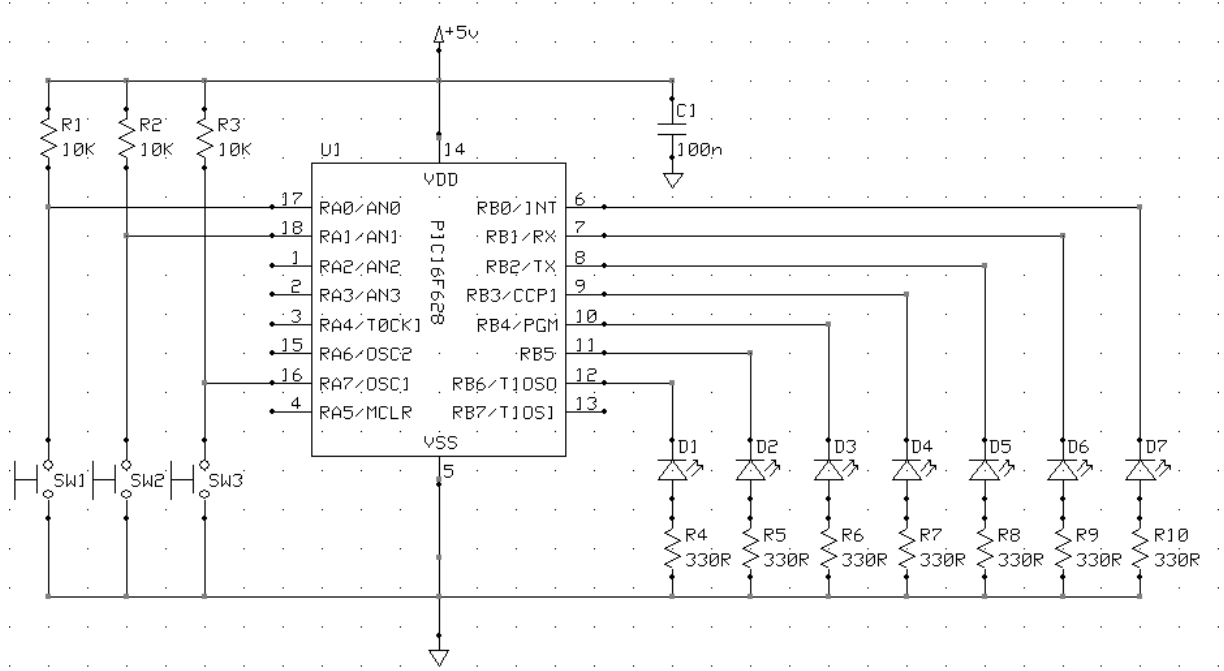 +5v
R1
10K
R2
10K
R3
10K
C1
100n
U1
14
VDD
PIC16F628
17 RA0/AN0
18 RA1/AN1
1 RA2/AN2
2 RA3/AN3
3 RA4/T0CKI
15 RA6/OSC2
16 RA7/OSC1
4 RA5/MCLR
RB0/INT 6
RB1/RX 7
RB2/TX 8
RB3/CCP1 9
RB4/PGM 10
RB5 11
RB6/T1OSO 12
RB7/T1OSI 13
VSS
5
SW1
SW2
SW3
D1
D2
D3
D4
D5
D6
D7
R4
330R
R5
330R
R6
330R
R7
330R
R8
330R
R9
330R
R10
330R